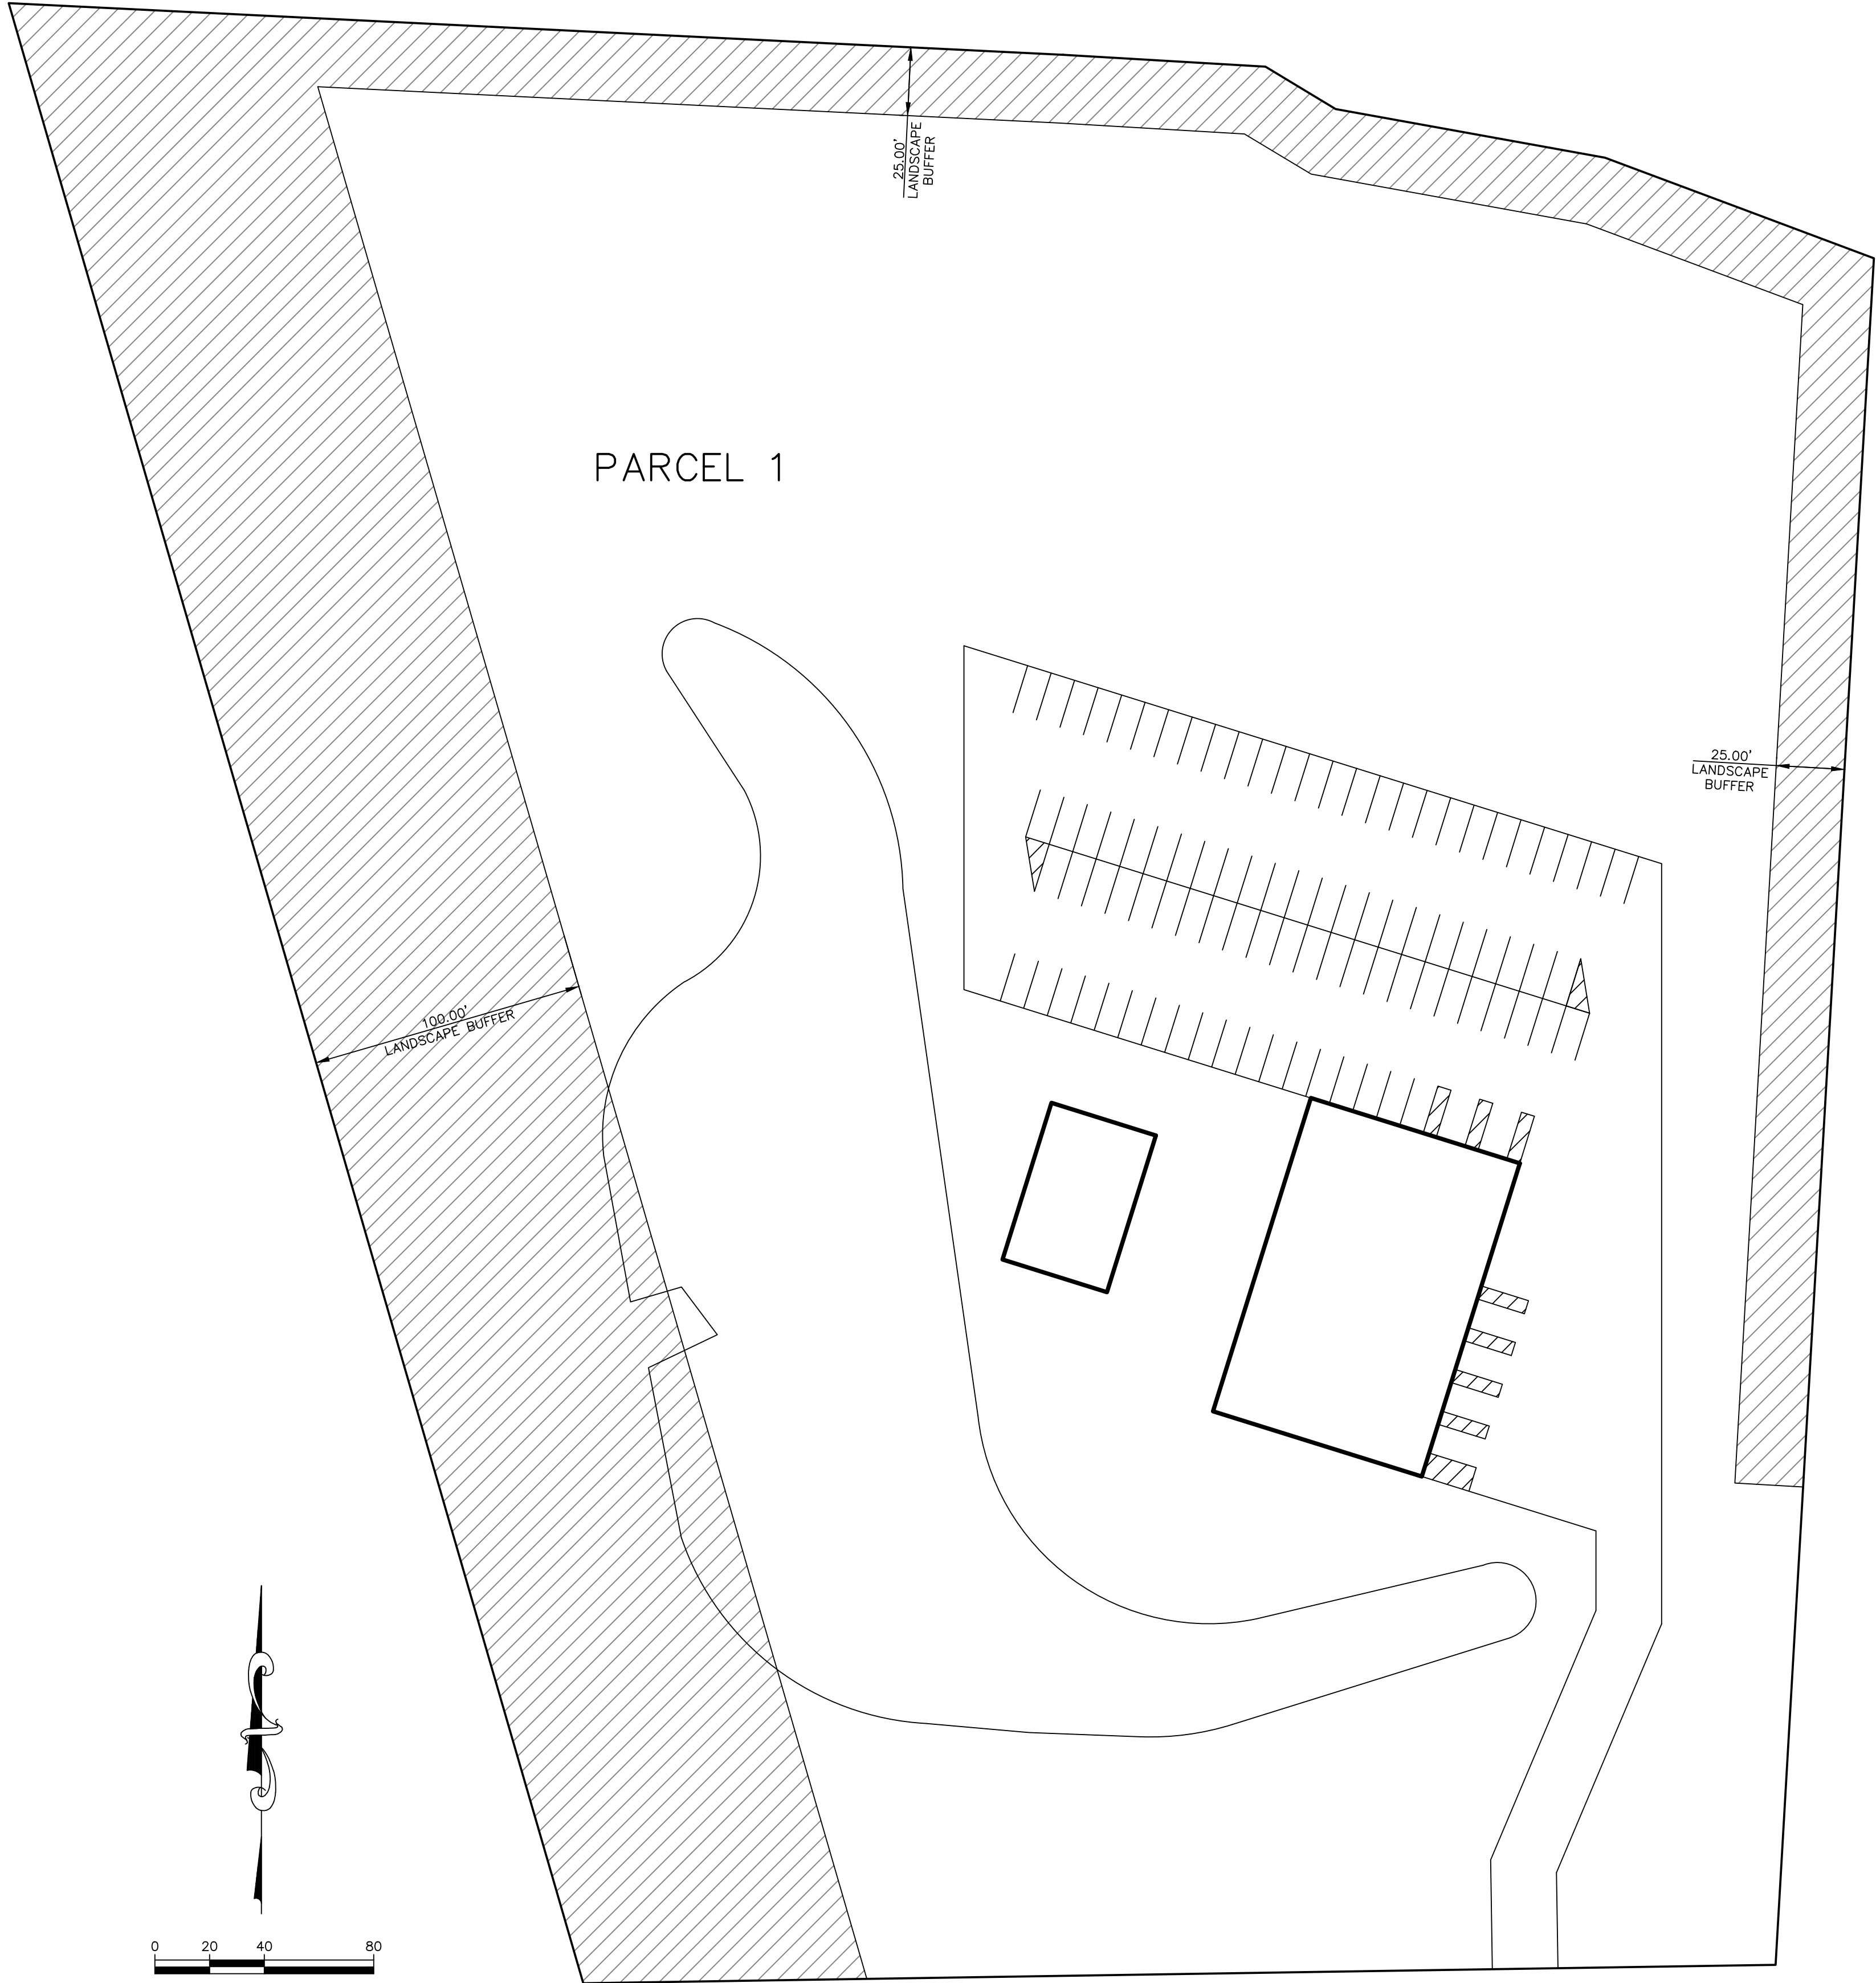 25.00'
LANDSCAPE
BUFFER
PARCEL 1
25.00'
LANDSCAPE
BUFFER
100.00'
LANDSCAPE BUFFER
0 20 40 80